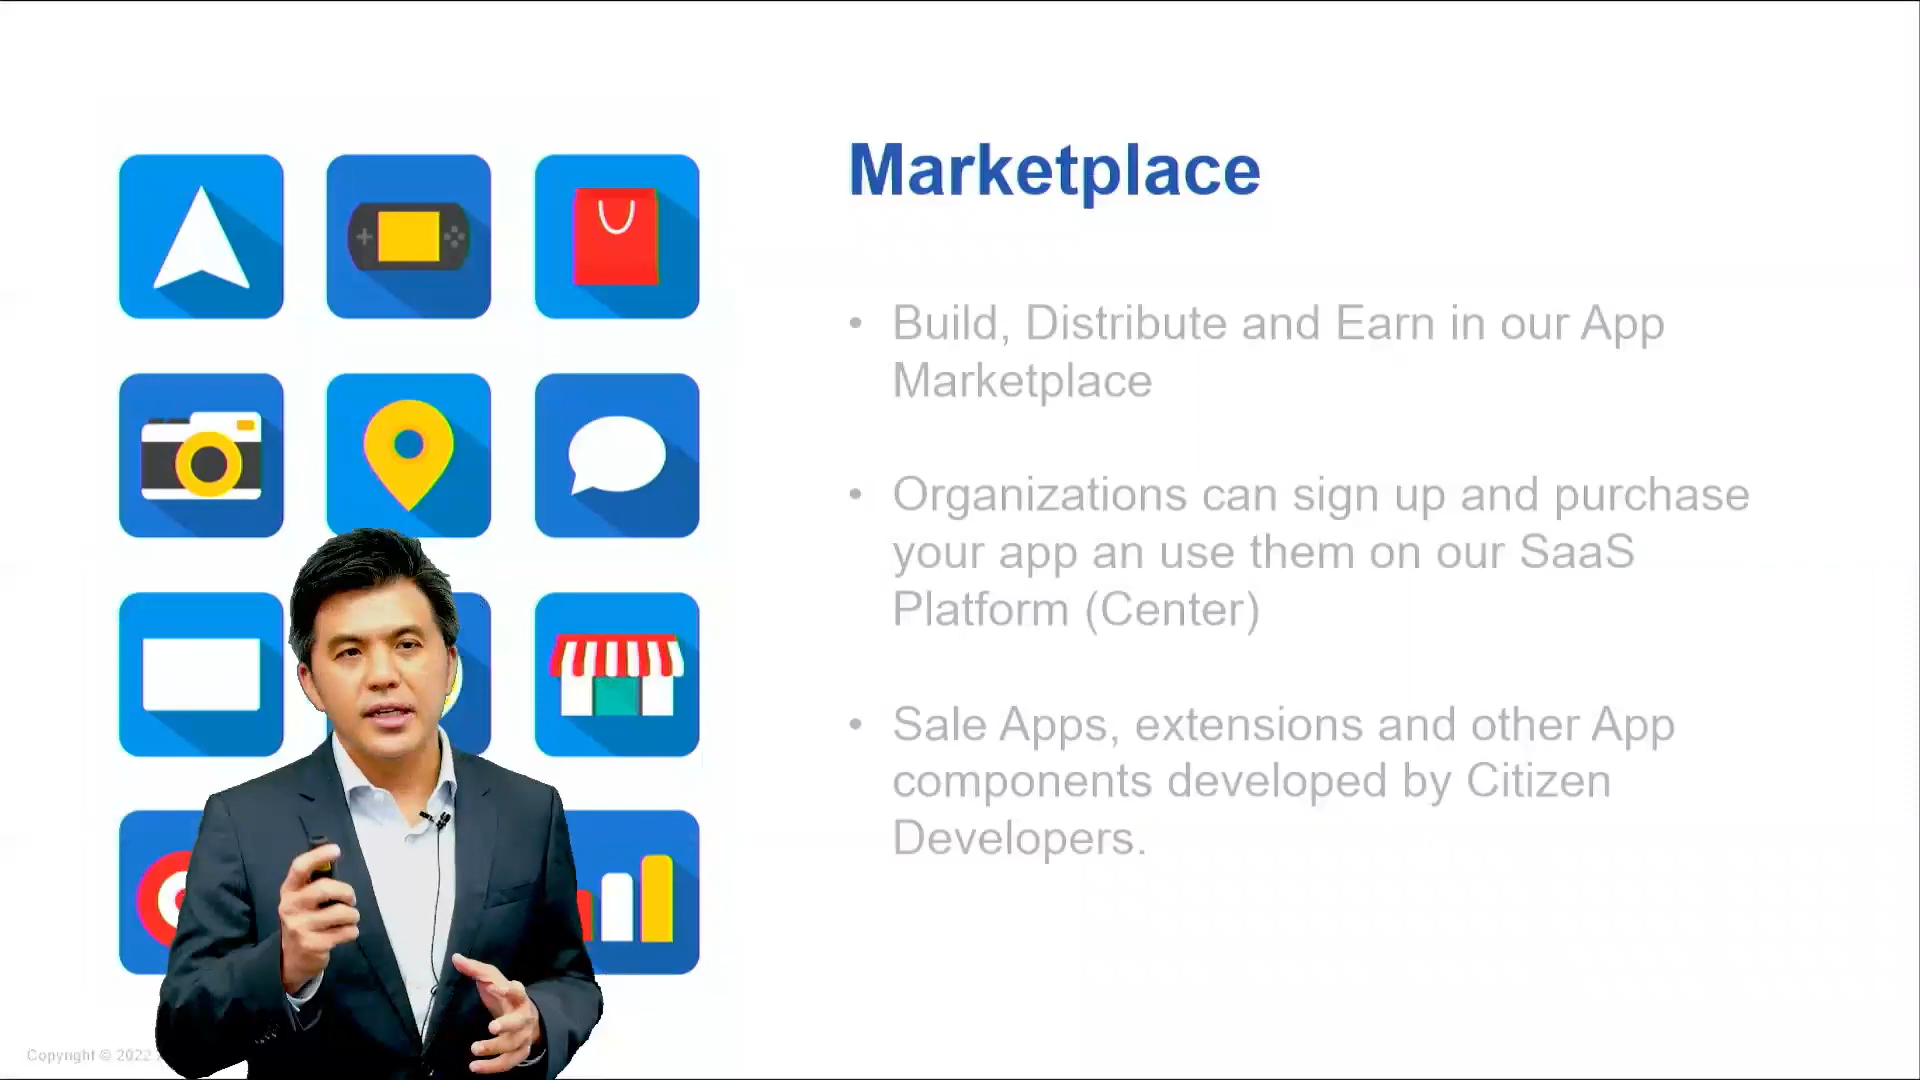 Marketplace
• Build, Distribute and Earn in our App
Marketplace
• Organizations can sign up and purchase
your app an use them on our SaaS
Platform (Center)
• Sale Apps, extensions and other App
components developed by Citizen
Developers.
Copyright © 2022